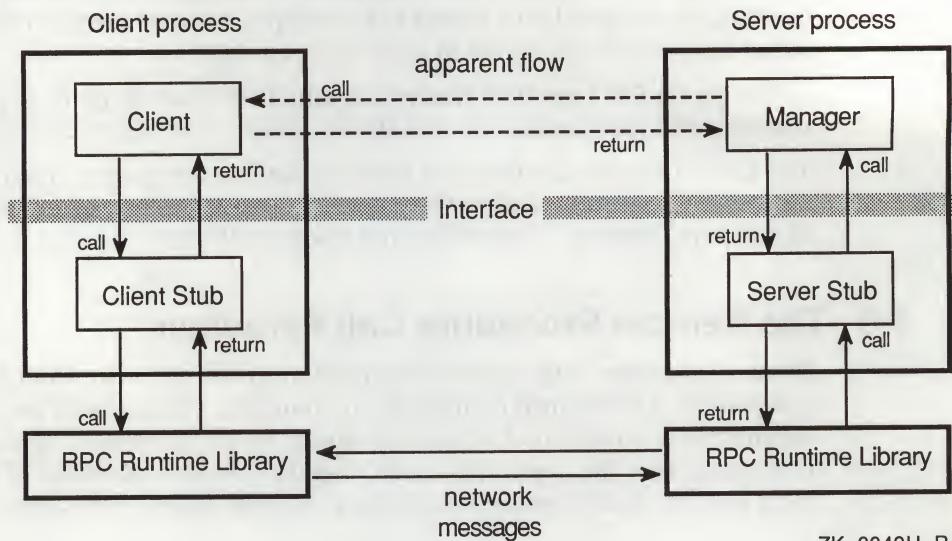 Client process
Server process
apparent flow
call
Client
Manager
return
return
call
Interface
call
return
Client Stub
Server Stub
return
call
call
return
RPC Runtime Library
RPC Runtime Library
network
messages